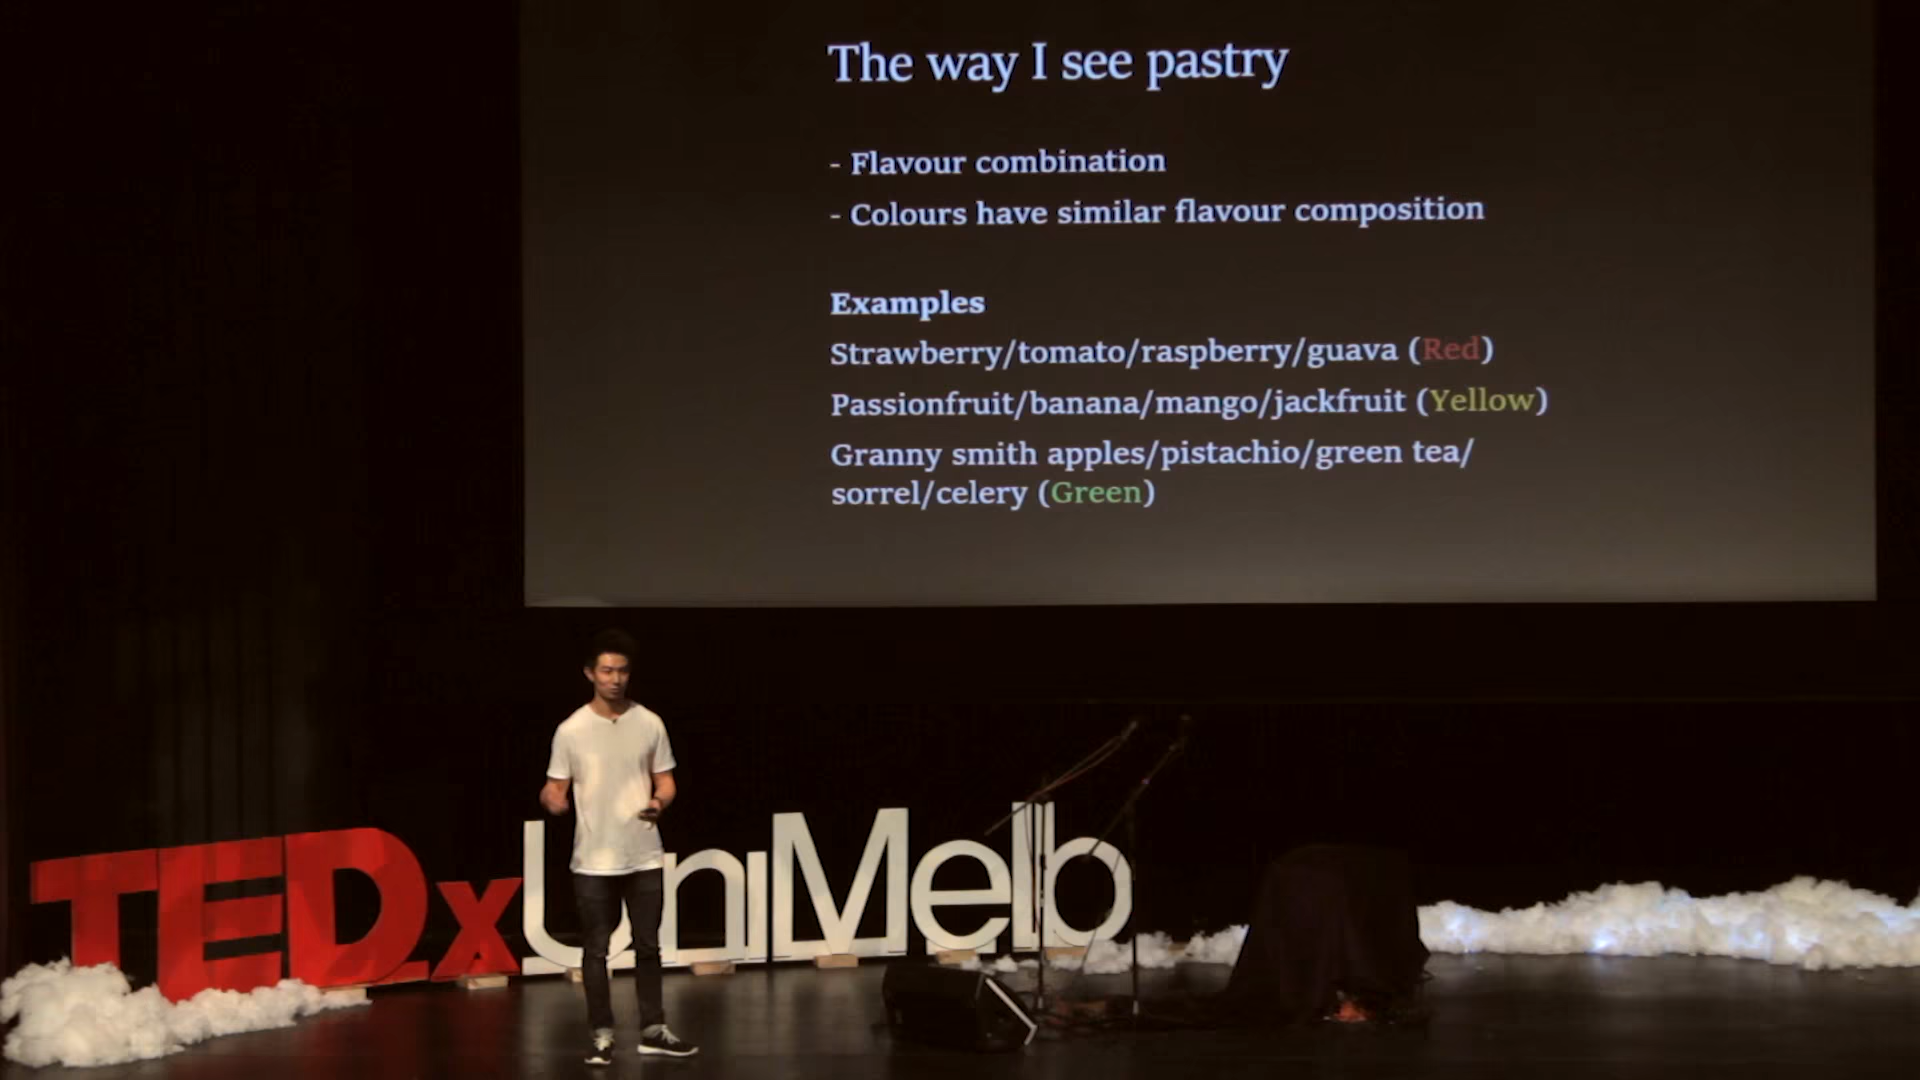 The way I see pastry
- Flavour combination
- Colours have similar flavour composition
Examples
Strawberry/tomato/raspberry/guava (Red)
Passionfruit/banana/mango/jackfruit (Yellow)
Granny smith apples/pistachio/green tea/
sorrel/celery (Green)
TEDxUniMelb